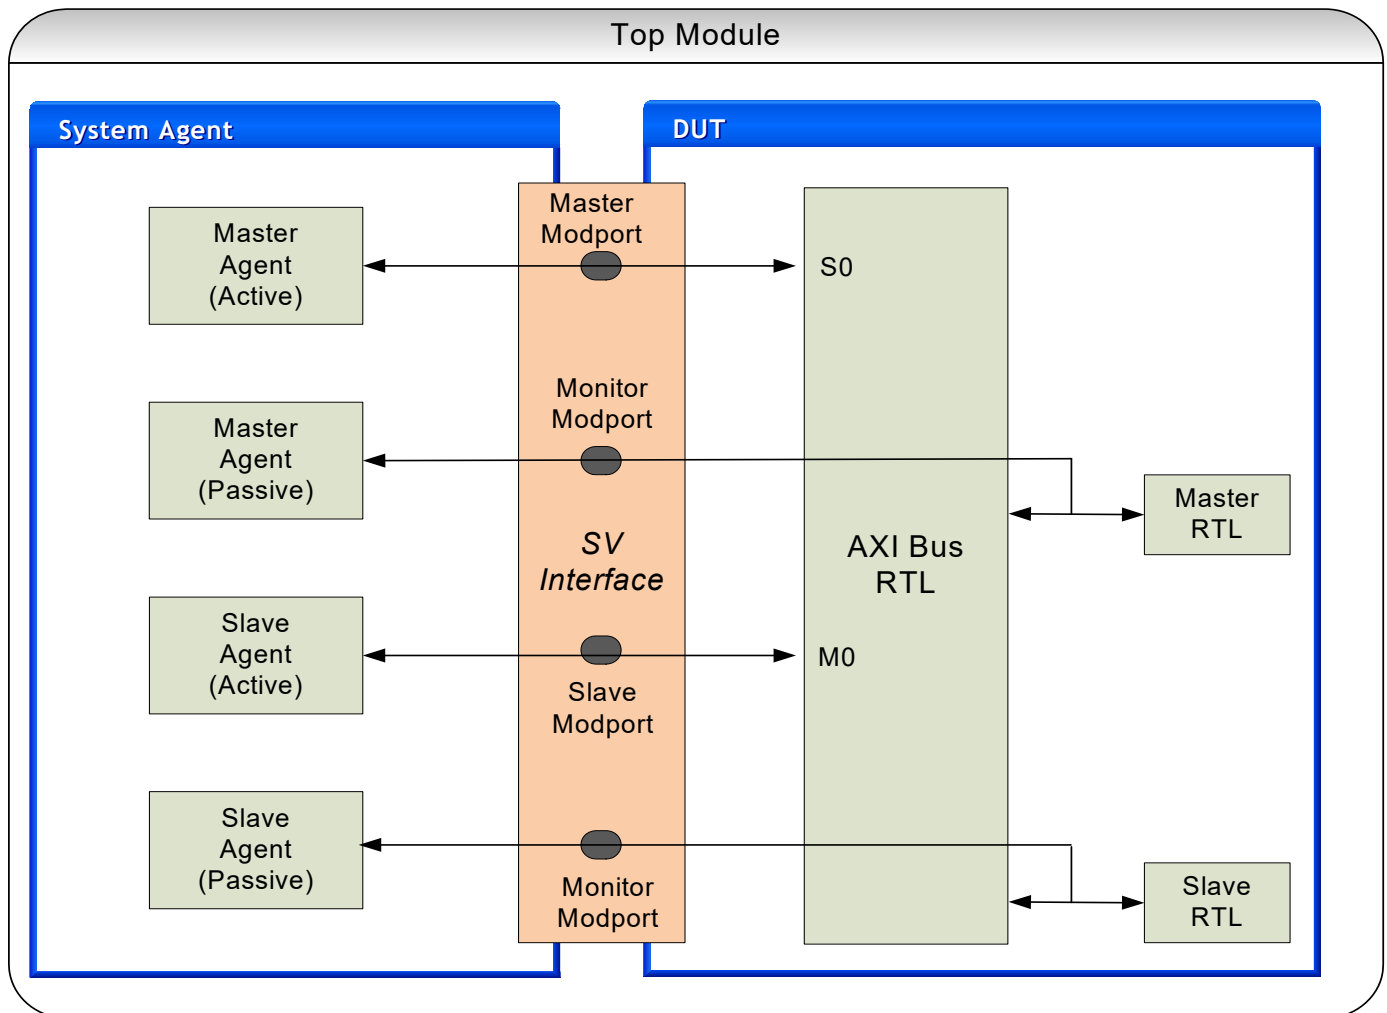 Top Module
System Agent
DUT
Master
Agent
(Active)
Master
Modport
S0
Master
Agent
(Passive)
Monitor
Modport
Master
RTL
SV
Interface
AXI Bus
RTL
Slave
Agent
(Active)
Slave
Modport
M0
Slave
Agent
(Passive)
Monitor
Modport
Slave
RTL